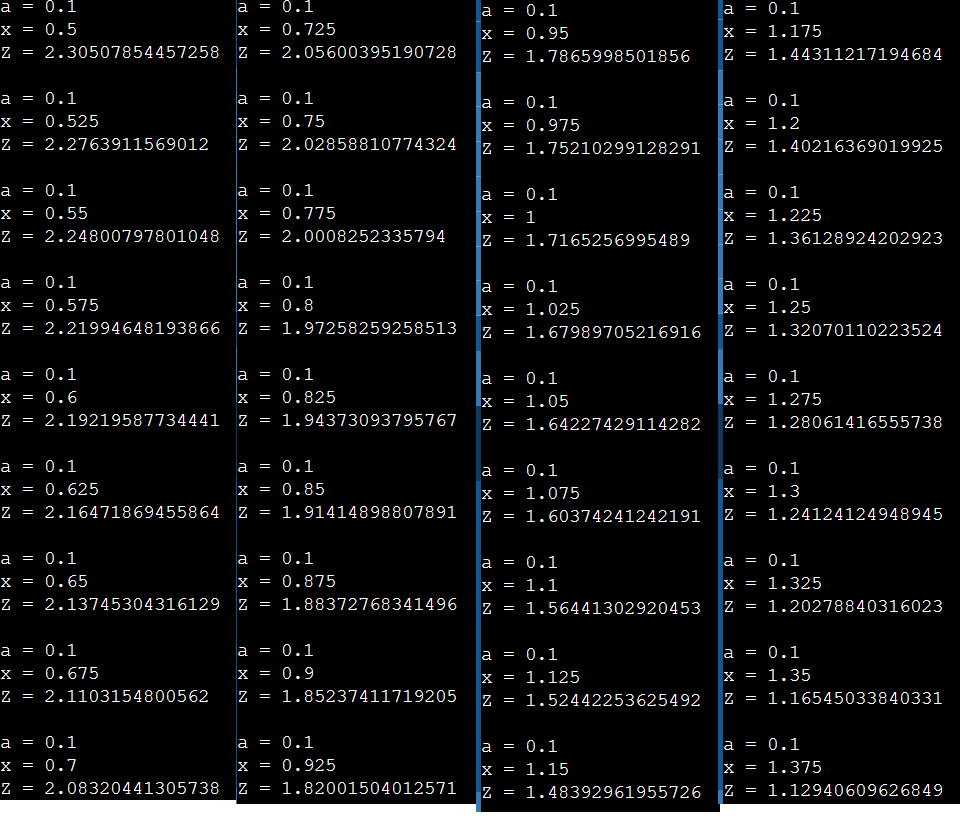 a = 0.1
x = 0.5
Z = 2.30507854457258
a = 0.1
x = 0.525
Z = 2.2763911569012
a = 0.1
x = 0.55
Z = 2.24800797801048
a = 0.1
x = 0.575
Z = 2.21994648193866
a = 0.1
x = 0.6
Z = 2.19219587734441
a = 0.1
x = 0.625
Z = 2.16471869455864
a = 0.1
x = 0.65
Z = 2.13745304316129
a = 0.1
x = 0.675
Z = 2.1103154800562
a = 0.1
x = 0.7
Z = 2.08320441305738
a = 0.1
x = 0.725
Z = 2.05600395190728
a = 0.1
x = 0.75
Z = 2.02858810774324
a = 0.1
x = 0.775
Z = 2.0008252335794
a = 0.1
x = 0.8
Z = 1.97258259258513
a = 0.1
x = 0.825
Z = 1.94373093795767
a = 0.1
x = 0.85
Z = 1.91414898807891
a = 0.1
x = 0.875
Z = 1.88372768341496
a = 0.1
x = 0.9
Z = 1.85237411719205
a = 0.1
x = 0.925
Z = 1.82001504012571
a = 0.1
x = 0.95
Z = 1.7865998501856
a = 0.1
x = 0.975
Z = 1.75210299128291
a = 0.1
x = 1
Z = 1.7165256995489
a = 0.1
x = 1.025
Z = 1.67989705216916
a = 0.1
x = 1.05
Z = 1.64227429114282
a = 0.1
x = 1.075
Z = 1.60374241242191
a = 0.1
x = 1.1
Z = 1.56441302920453
a = 0.1
x = 1.125
Z = 1.52442253625492
a = 0.1
x = 1.15
Z = 1.48392961955726
a = 0.1
x = 1.175
Z = 1.44311217194684
a = 0.1
x = 1.2
Z = 1.40216369019925
a = 0.1
x = 1.225
Z = 1.36128924202923
a = 0.1
x = 1.25
Z = 1.32070110223524
a = 0.1
x = 1.275
Z = 1.28061416555738
a = 0.1
x = 1.3
Z = 1.24124124948945
a = 0.1
x = 1.325
Z = 1.20278840316023
a = 0.1
x = 1.35
Z = 1.16545033840331
a = 0.1
x = 1.375
Z = 1.12940609626849